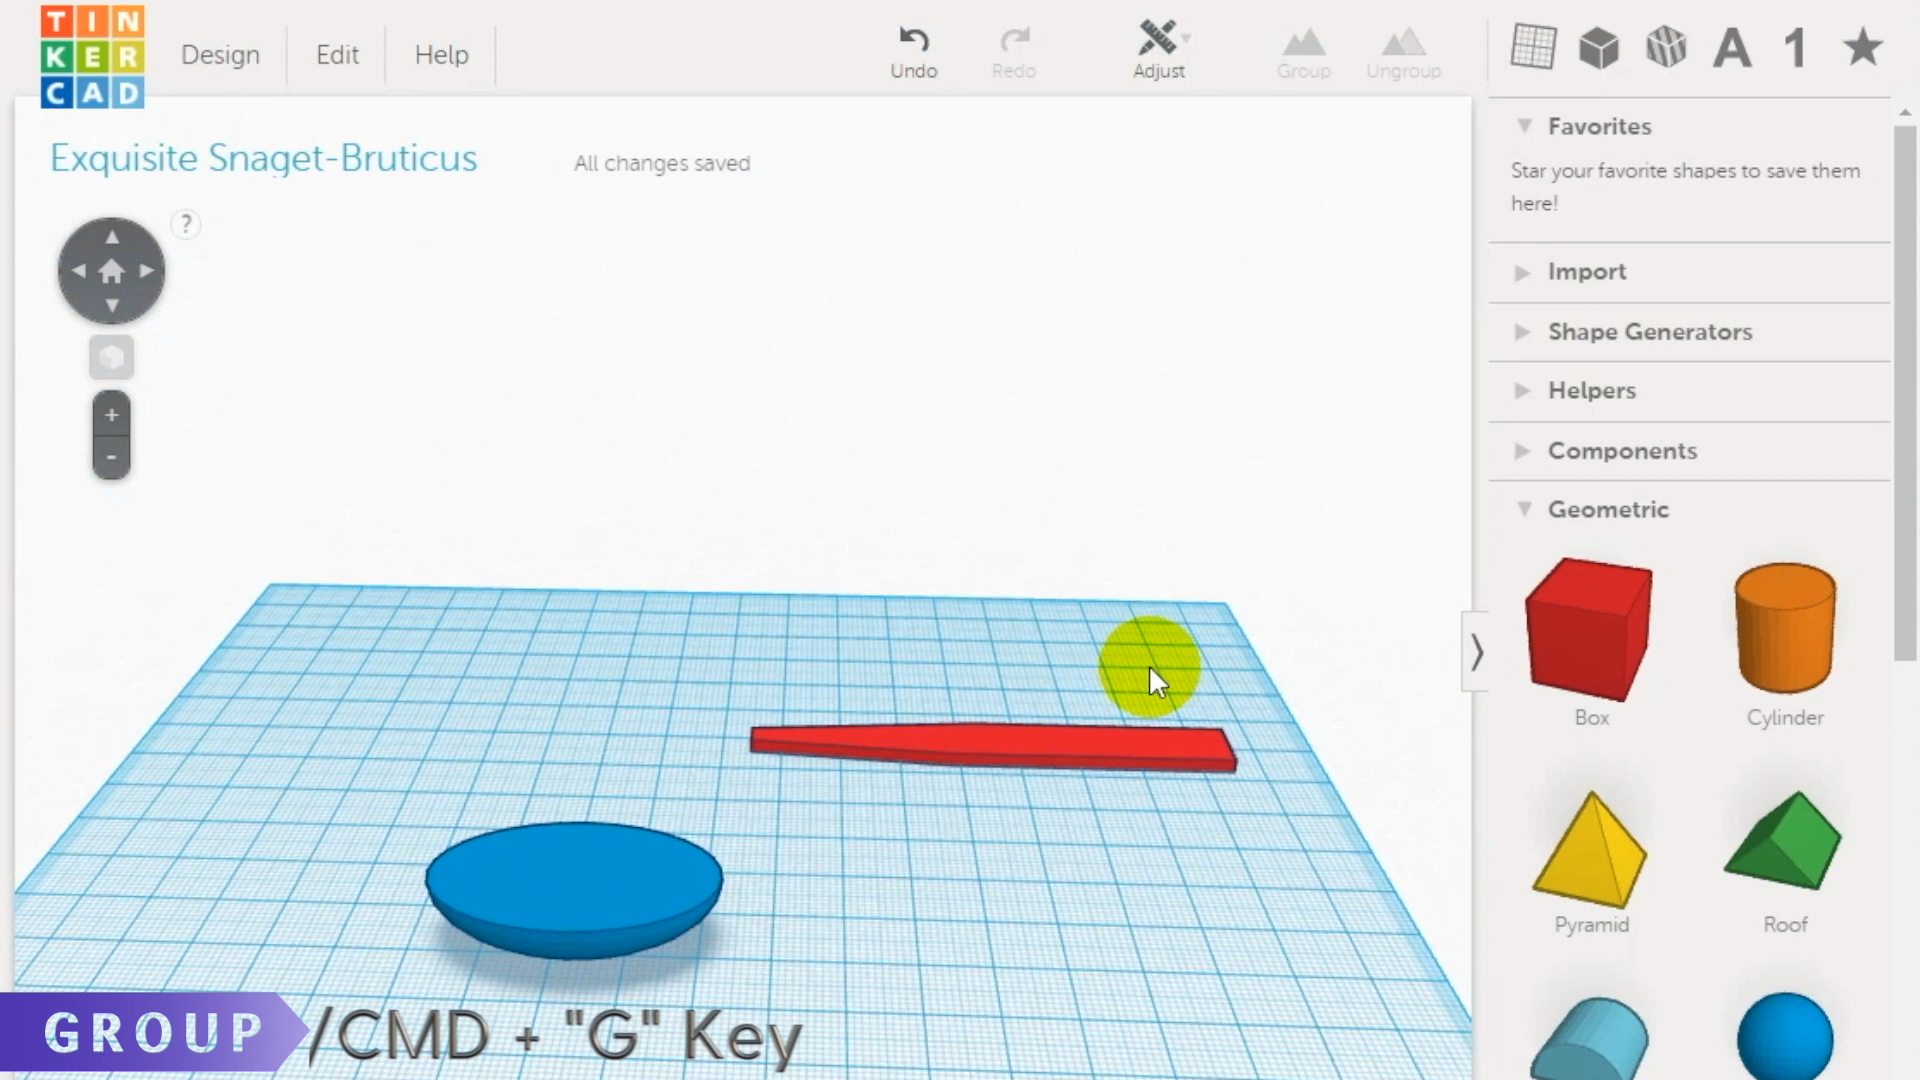 TIN
KER
CAD
Design
Edit
Help
Undo
Redo
Adjust
Group
Ungroup
A
1
Exquisite Snaget-Bruticus
All changes saved
?
+
-
Favorites
Star your favorite shapes to save them
here!
Import
Shape Generators
Helpers
Components
Geometric
Box
Cylinder
Pyramid
Roof
GROUP
/CMD + "G" Key